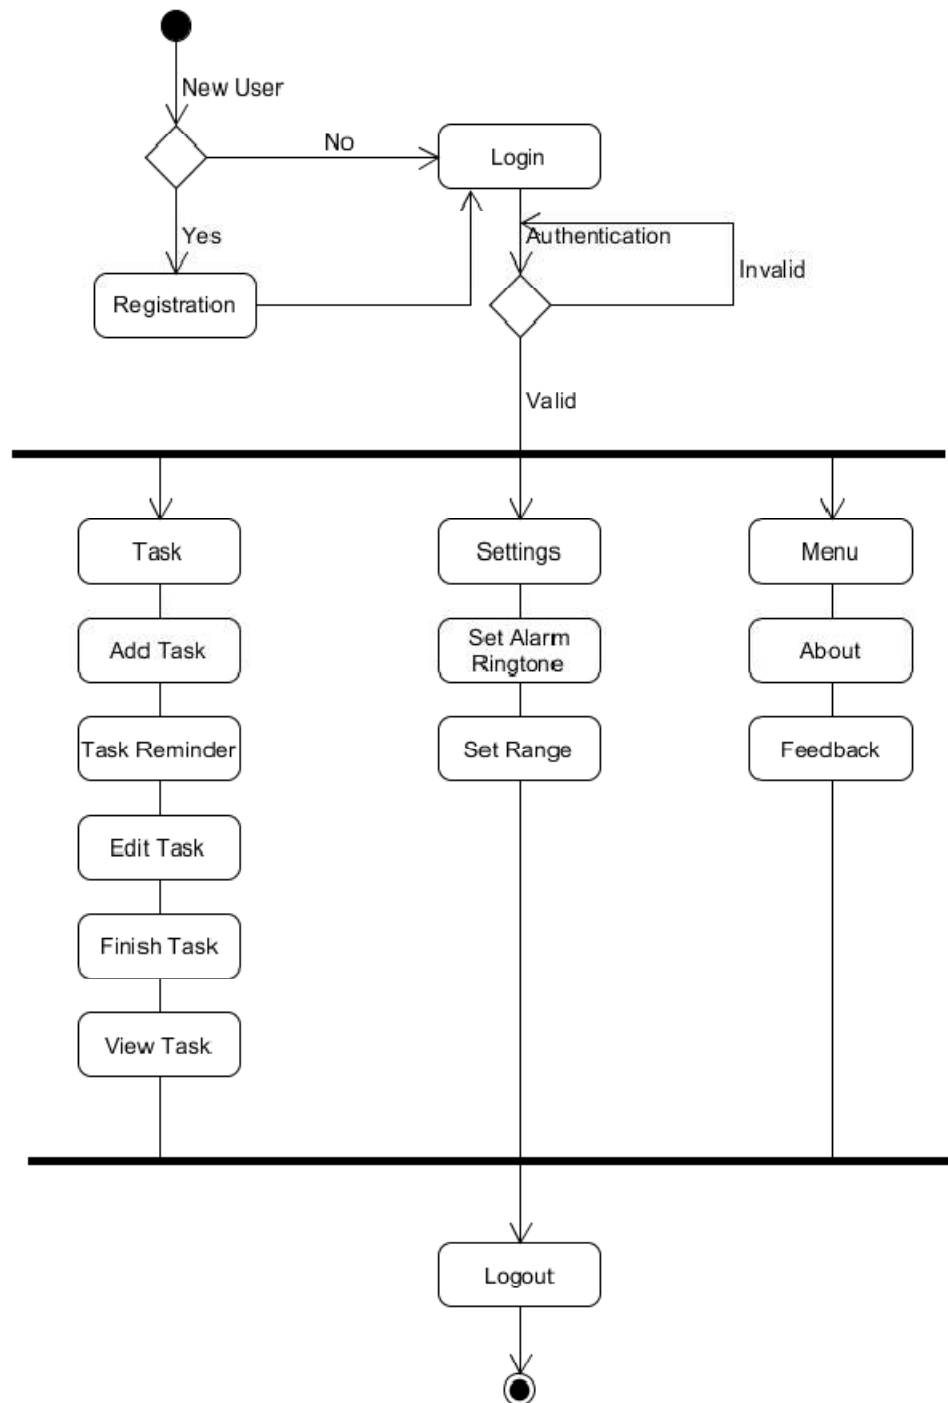 New User
No
Login
Yes
Authentication
Invalid
Registration
Valid
Task
Settings
Menu
Add Task
Set Alarm
Ringtone
About
Task Reminder
Set Range
Feedback
Edit Task
Finish Task
View Task
Logout